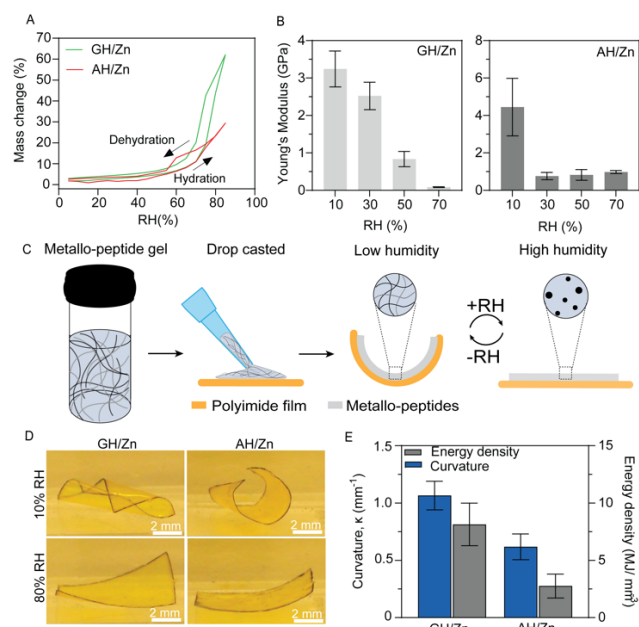 A
Mass change (%)
70
60
50
40
30
20
10
0
GH/Zn
AH/Zn
Dehydration
Hydration
0 20 40 60 80 100
RH(%)
B
Young's Modulus (GPa)
4
3
2
1
0
GH/Zn
10 30 50 70
RH (%)
8
6
4
2
0
AH/Zn
10 30 50 70
RH (%)
C
Metallo-peptide gel
Drop casted
Low humidity
High humidity
+RH
-RH
Polyimide film
Metallo-peptides
D
GH/Zn
AH/Zn
10% RH
2 mm
2 mm
80% RH
2 mm
2 mm
E
Curvature, κ (mm-1)
1.5
1.0
0.5
0.0
Energy density
Curvature
15
10
5
0
Energy density (MJ/ mm3)
GH/Zn
AH/Zn